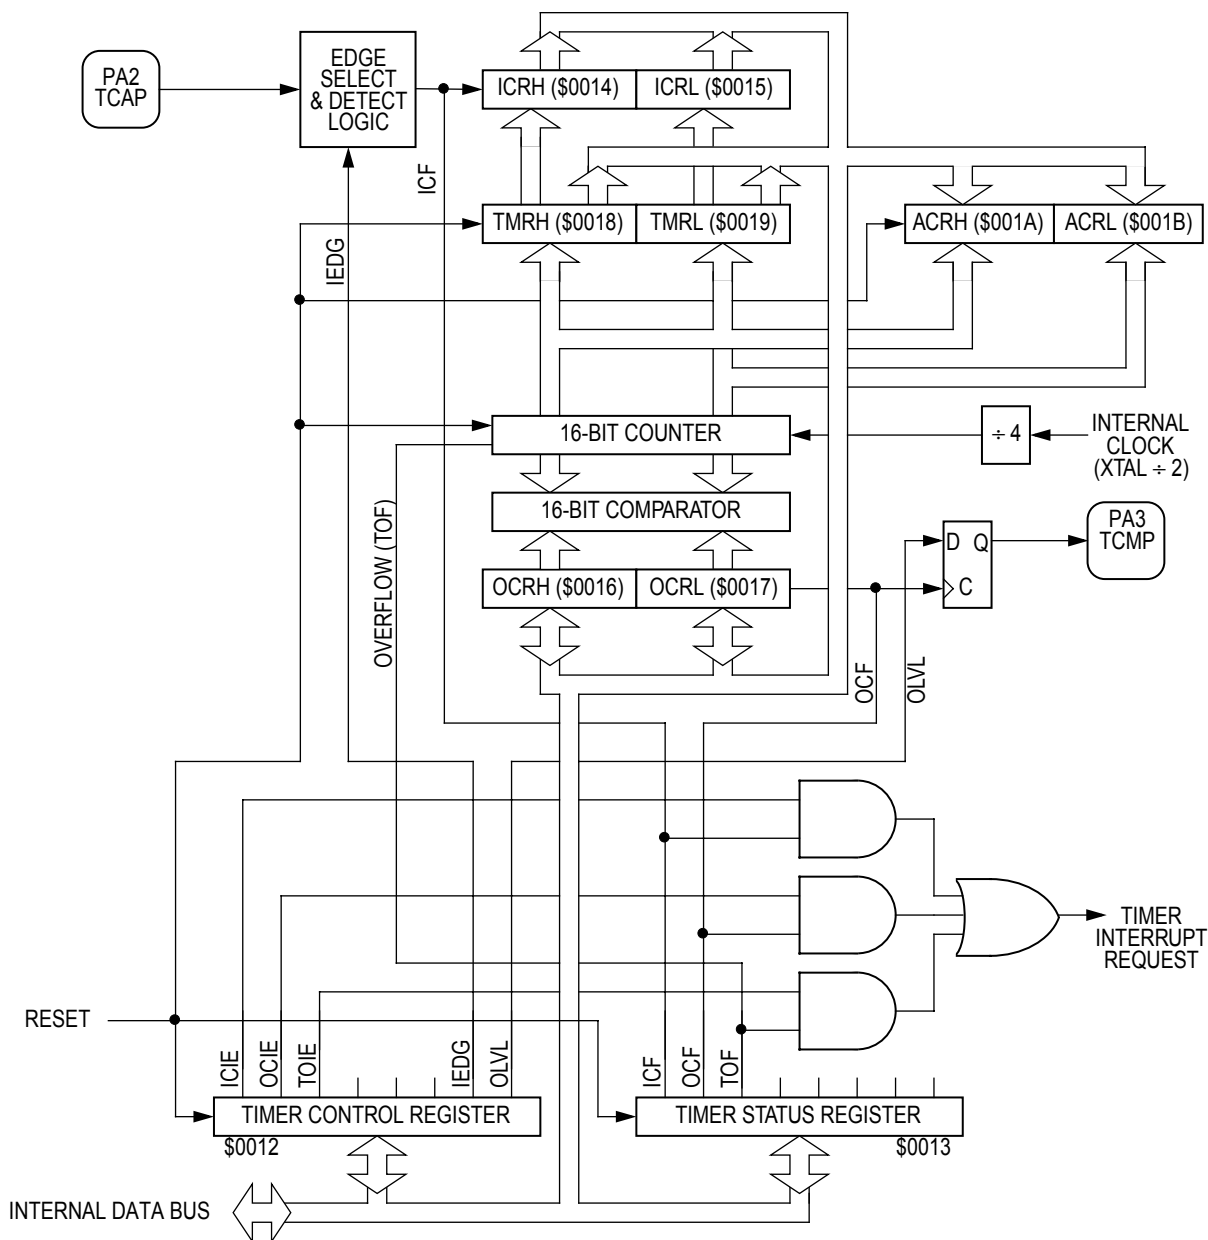 PA2
TCAP
EDGE
SELECT
& DETECT
LOGIC
ICRH ($0014)
ICRL ($0015)
ICF
IEDG
TMRH ($0018)
TMRL ($0019)
ACRH ($001A)
ACRL ($001B)
16-BIT COUNTER
÷ 4
INTERNAL
CLOCK
(XTAL ÷ 2)
OVERFLOW (TOF)
16-BIT COMPARATOR
OCRH ($0016)
OCRL ($0017)
D Q
C
PA3
TCMP
OCF
OLVL
TIMER
INTERRUPT
REQUEST
RESET
ICIE
OCIE
TOIE
IEDG
OLVL
ICF
OCF
TOF
TIMER CONTROL REGISTER
$0012
TIMER STATUS REGISTER
$0013
INTERNAL DATA BUS